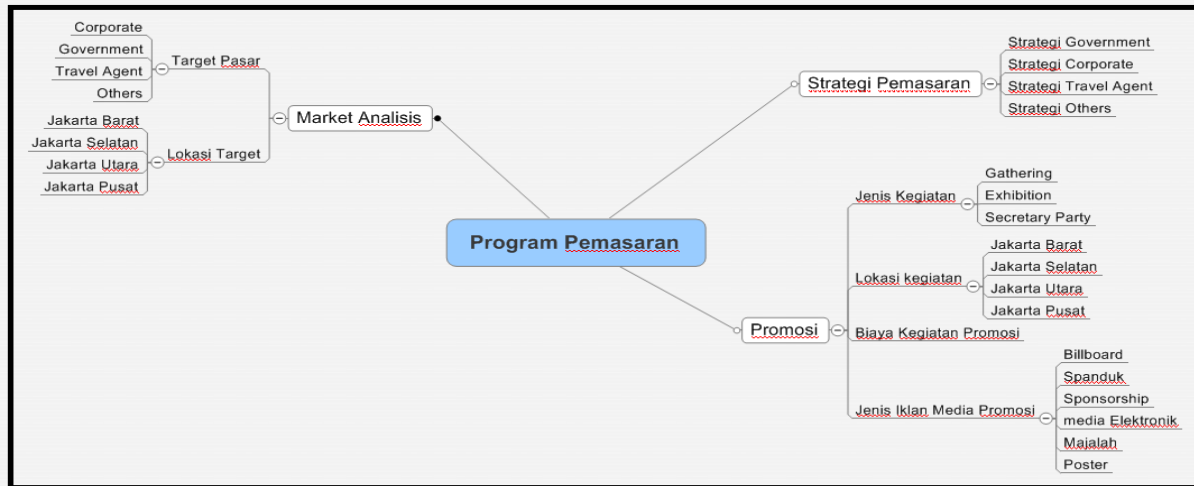 Program Pemasaran
Market Analisis
Target Pasar
Corporate
Government
Travel Agent
Others
Lokasi Target
Jakarta Barat
Jakarta Selatan
Jakarta Utara
Jakarta Pusat
Strategi Pemasaran
Strategi Government
Strategi Corporate
Strategi Travel Agent
Strategi Others
Promosi
Jenis Kegiatan
Gathering
Exhibition
Secretary Party
Lokasi kegiatan
Jakarta Barat
Jakarta Selatan
Jakarta Utara
Jakarta Pusat
Biaya Kegiatan Promosi
Jenis Iklan Media Promosi
Billboard
Spanduk
Sponsorship
media Elektronik
Majalah
Poster